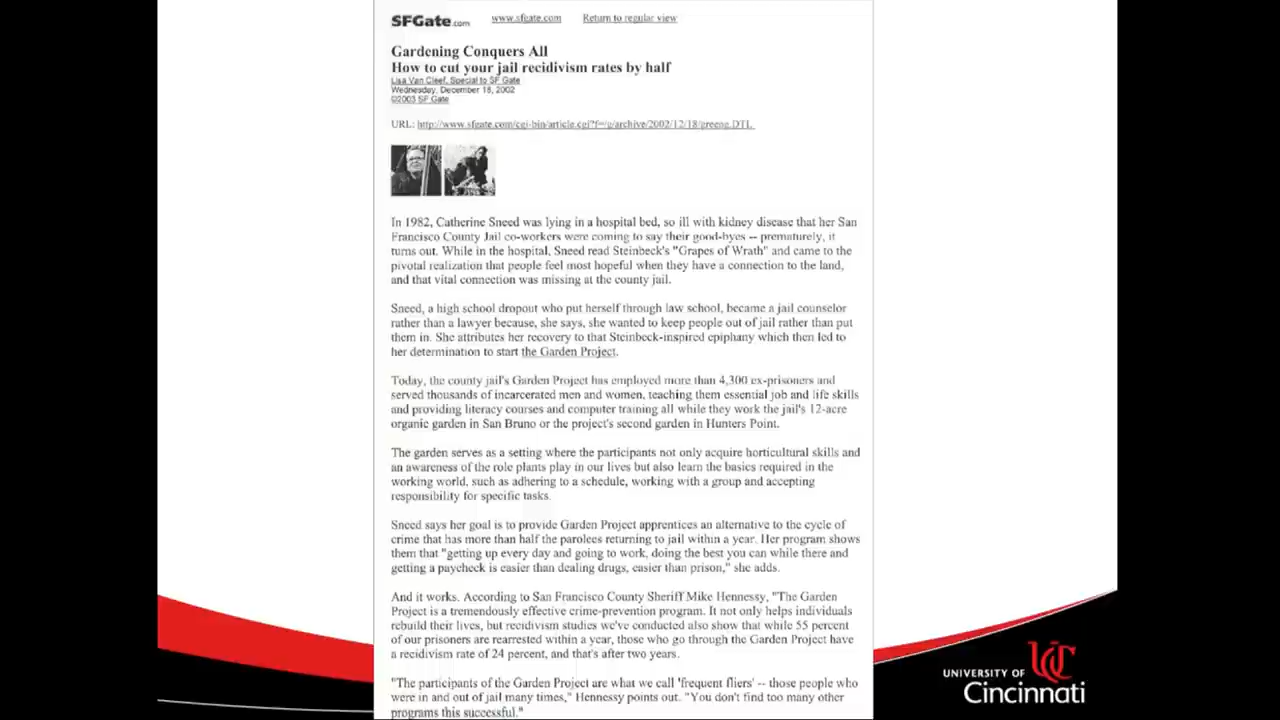 SFGate.com www.sfgate.com Return to regular view
Gardening Conquers All
How to cut your jail recidivism rates by half
Lisa Van Cleef, Special to SF Gate
Wednesday, December 18, 2002
©2003 SF Gate
URL: http://www.sfgate.com/cgi-bin/article.cgi?f=/g/archive/2002/12/18/greeng.DTL
In 1982, Catherine Sneed was lying in a hospital bed, so ill with kidney disease that her San
Francisco County Jail co-workers were coming to say their good-byes -- prematurely, it
turns out. While in the hospital, Sneed read Steinbeck's "Grapes of Wrath" and came to the
pivotal realization that people feel most hopeful when they have a connection to the land,
and that vital connection was missing at the county jail.
Sneed, a high school dropout who put herself through law school, became a jail counselor
rather than a lawyer because, she says, she wanted to keep people out of jail rather than put
them in. She attributes her recovery to that Steinbeck-inspired epiphany which then led to
her determination to start the Garden Project.
Today, the county jail's Garden Project has employed more than 4,300 ex-prisoners and
served thousands of incarcerated men and women, teaching them essential job and life skills
and providing literacy courses and computer training all while they work the jail's 12-acre
organic garden in San Bruno or the project's second garden in Hunters Point.
The garden serves as a setting where the participants not only acquire horticultural skills and
an awareness of the role plants play in our lives but also learn the basics required in the
working world, such as adhering to a schedule, working with a group and accepting
responsibility for specific tasks.
Sneed says her goal is to provide Garden Project apprentices an alternative to the cycle of
crime that has more than half the parolees returning to jail within a year. Her program shows
them that "getting up every day and going to work, doing the best you can while there and
getting a paycheck is easier than dealing drugs, easier than prison," she adds.
And it works. According to San Francisco County Sheriff Mike Hennessy, "The Garden
Project is a tremendously effective crime-prevention program. It not only helps individuals
rebuild their lives, but recidivism studies we've conducted also show that while 55 percent
of our prisoners are rearrested within a year, those who go through the Garden Project have
a recidivism rate of 24 percent, and that's after two years.
"The participants of the Garden Project are what we call 'frequent fliers' -- those people who
were in and out of jail many times," Hennessy points out. "You don't find too many other
programs this successful."
UNIVERSITY OF
Cincinnati